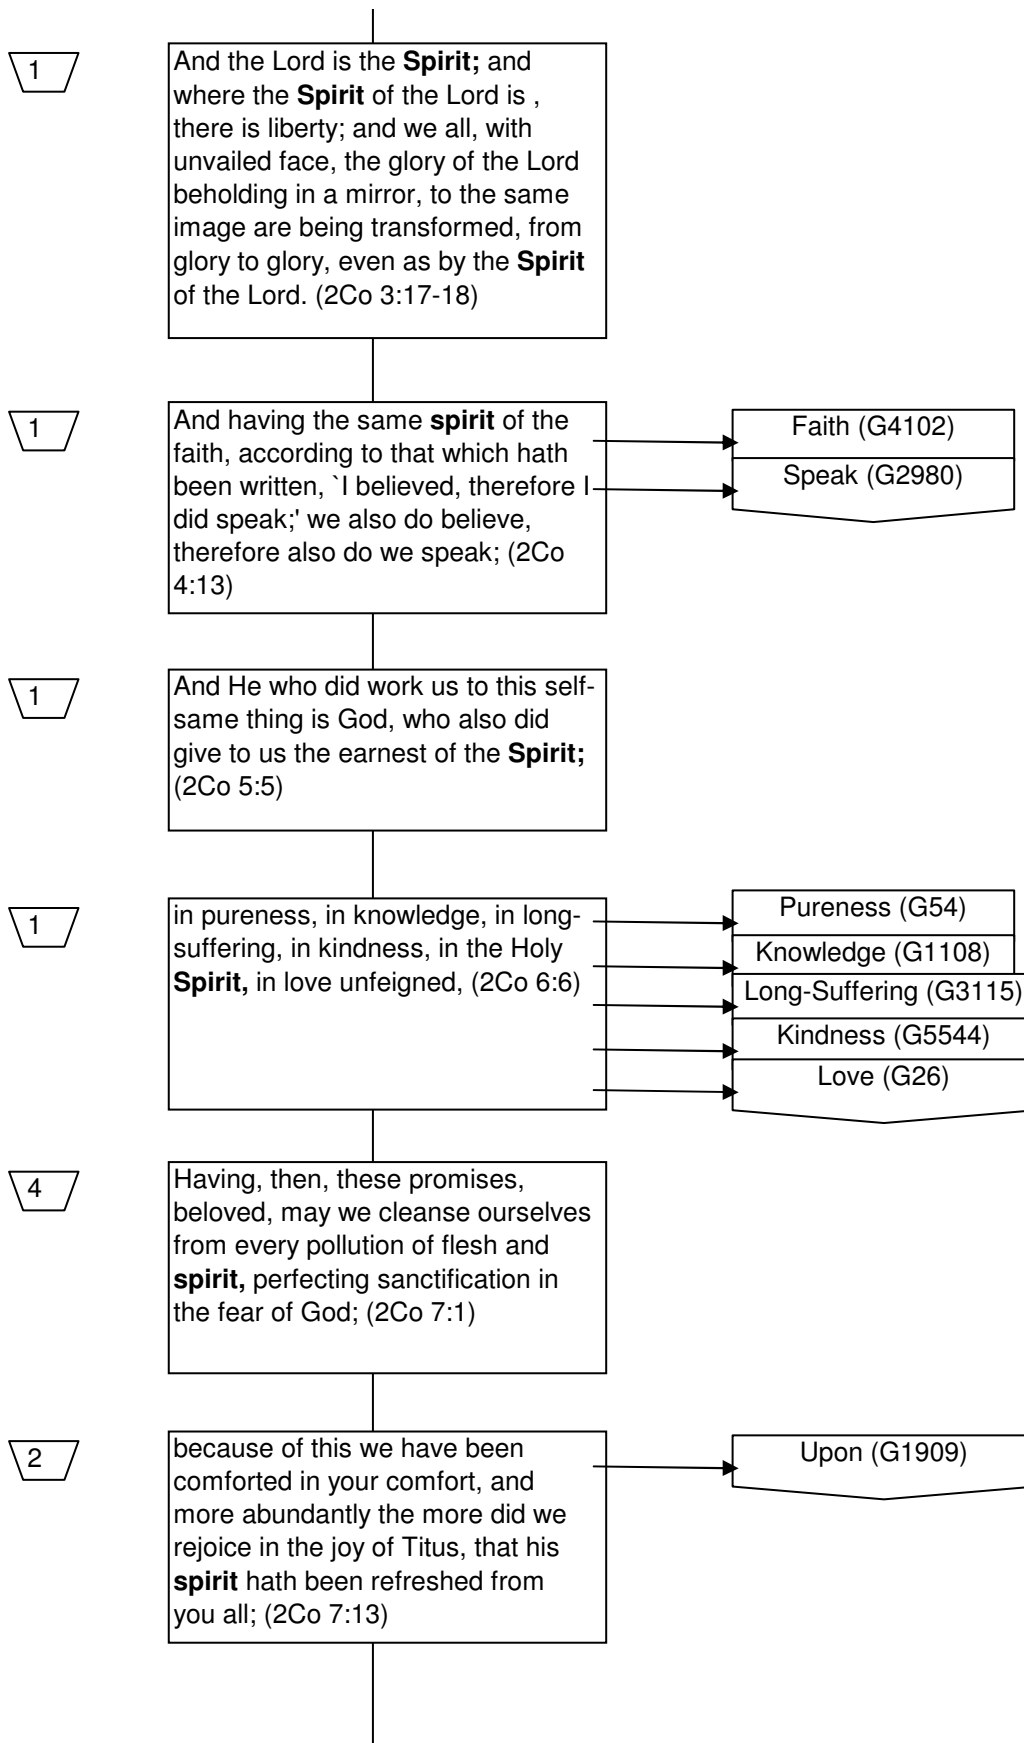 1
And the Lord is the Spirit; and
where the Spirit of the Lord is ,
there is liberty; and we all, with
unvailed face, the glory of the Lord
beholding in a mirror, to the same
image are being transformed, from
glory to glory, even as by the Spirit
of the Lord. (2Co 3:17-18)
1
And having the same spirit of the
faith, according to that which hath
been written, `I believed, therefore I
did speak;' we also do believe,
therefore also do we speak; (2Co
4:13)
Faith (G4102)
Speak (G2980)
1
And He who did work us to this self-
same thing is God, who also did
give to us the earnest of the Spirit;
(2Co 5:5)
1
in pureness, in knowledge, in long-
suffering, in kindness, in the Holy
Spirit, in love unfeigned, (2Co 6:6)
Pureness (G54)
Knowledge (G1108)
Long-Suffering (G3115)
Kindness (G5544)
Love (G26)
4
Having, then, these promises,
beloved, may we cleanse ourselves
from every pollution of flesh and
spirit, perfecting sanctification in
the fear of God; (2Co 7:1)
2
because of this we have been
comforted in your comfort, and
more abundantly the more did we
rejoice in the joy of Titus, that his
spirit hath been refreshed from
you all; (2Co 7:13)
Upon (G1909)